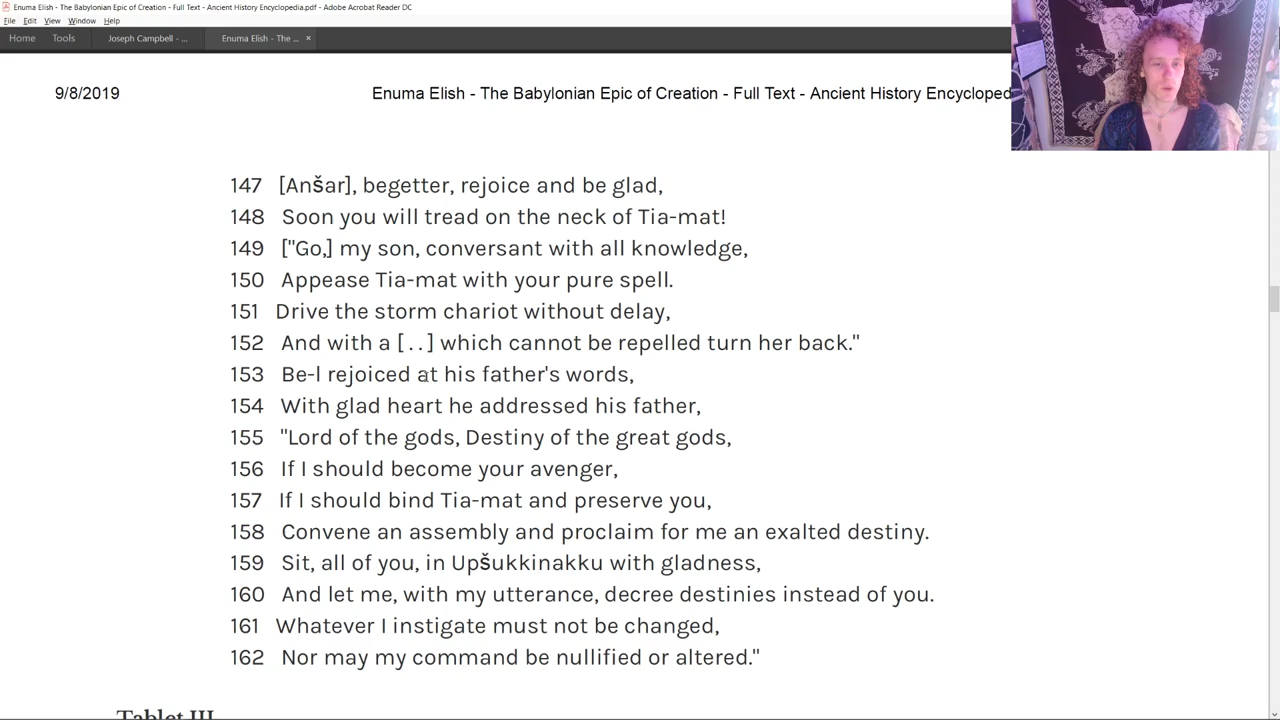 Enuma Elish - The Babylonian Epic of Creation - Full Text - Ancient History Encyclopedia.pdf - Adobe Acrobat Reader DC
File Edit View Window Help
Home Tools Joseph Campbell - ... Enuma Elish - The ... ×
9/8/2019 Enuma Elish - The Babylonian Epic of Creation - Full Text - Ancient History Encycloped
147 [Anšar], begetter, rejoice and be glad,
148 Soon you will tread on the neck of Tia-mat!
149 ["Go,] my son, conversant with all knowledge,
150 Appease Tia-mat with your pure spell.
151 Drive the storm chariot without delay,
152 And with a [ . . ] which cannot be repelled turn her back."
153 Be-l rejoiced at his father's words,
154 With glad heart he addressed his father,
155 "Lord of the gods, Destiny of the great gods,
156 If I should become your avenger,
157 If I should bind Tia-mat and preserve you,
158 Convene an assembly and proclaim for me an exalted destiny.
159 Sit, all of you, in Upšukkinakku with gladness,
160 And let me, with my utterance, decree destinies instead of you.
161 Whatever I instigate must not be changed,
162 Nor may my command be nullified or altered."
Tablet III